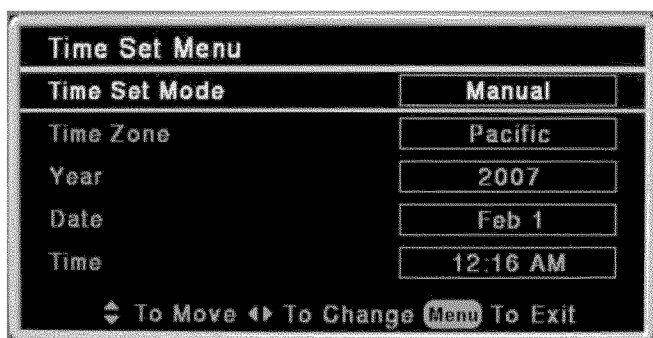 Time Set Menu
Time Set Mode Manual
Time Zone Pacific
Year 2007
Date Feb 1
Time 12:16 AM
To Move To Change Menu To Exit